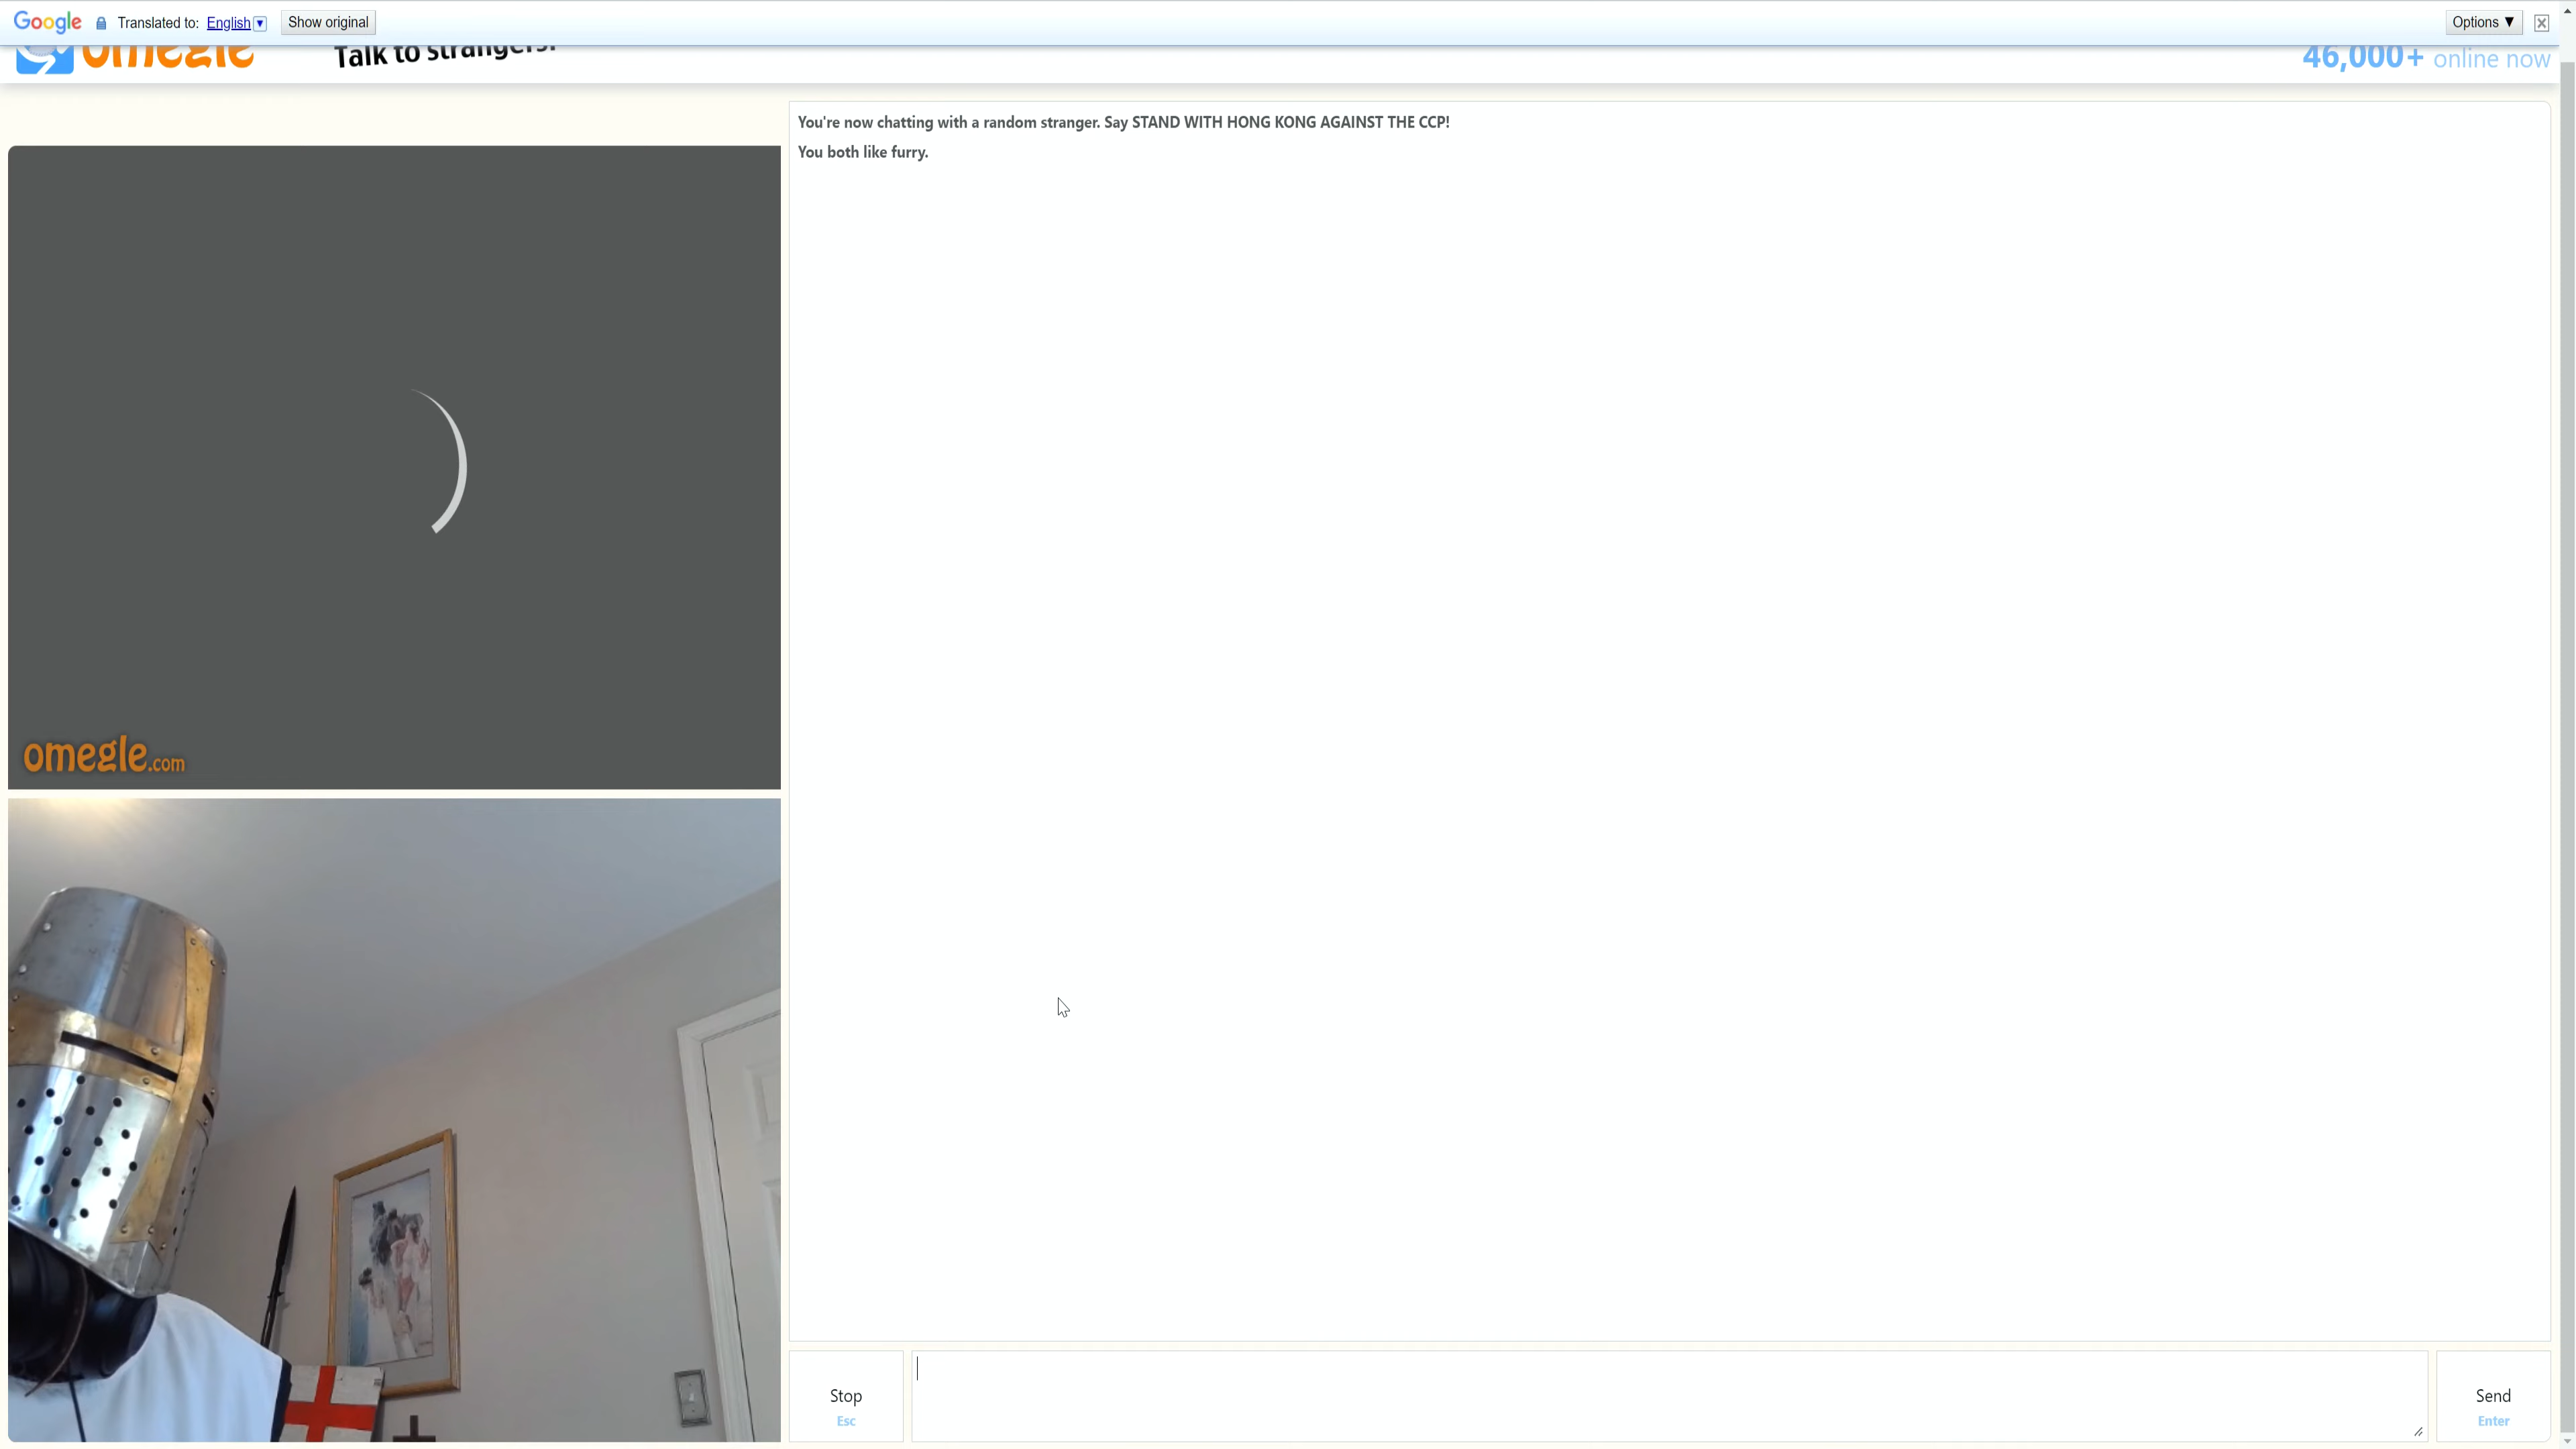 Google Translated to: English ▼ Show original Options ▼
omegle Talk to strangers! 46,000+ online now
You're now chatting with a random stranger. Say STAND WITH HONG KONG AGAINST THE CCP!
You both like furry.
omegle.com
Stop
Esc
Send
Enter